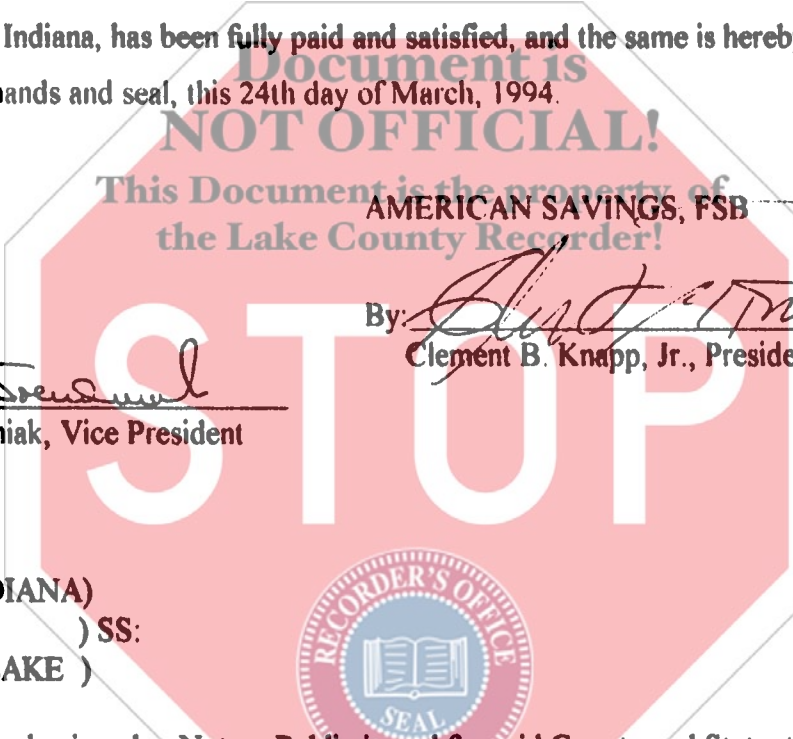 Indiana, has been fully paid and satisfied, and the same is hereb
Document is
ands and seal, this 24th day of March, 1994.
NOT OFFICIAL!
This Document is the property of
AMERICAN SAVINGS, FSB
the Lake County Recorder!
By:
Clement B. Knapp, Jr., Preside
niak, Vice President
STOP
DIANA)
) SS:
AKE )
RECORDER'S OFFICE
SEAL